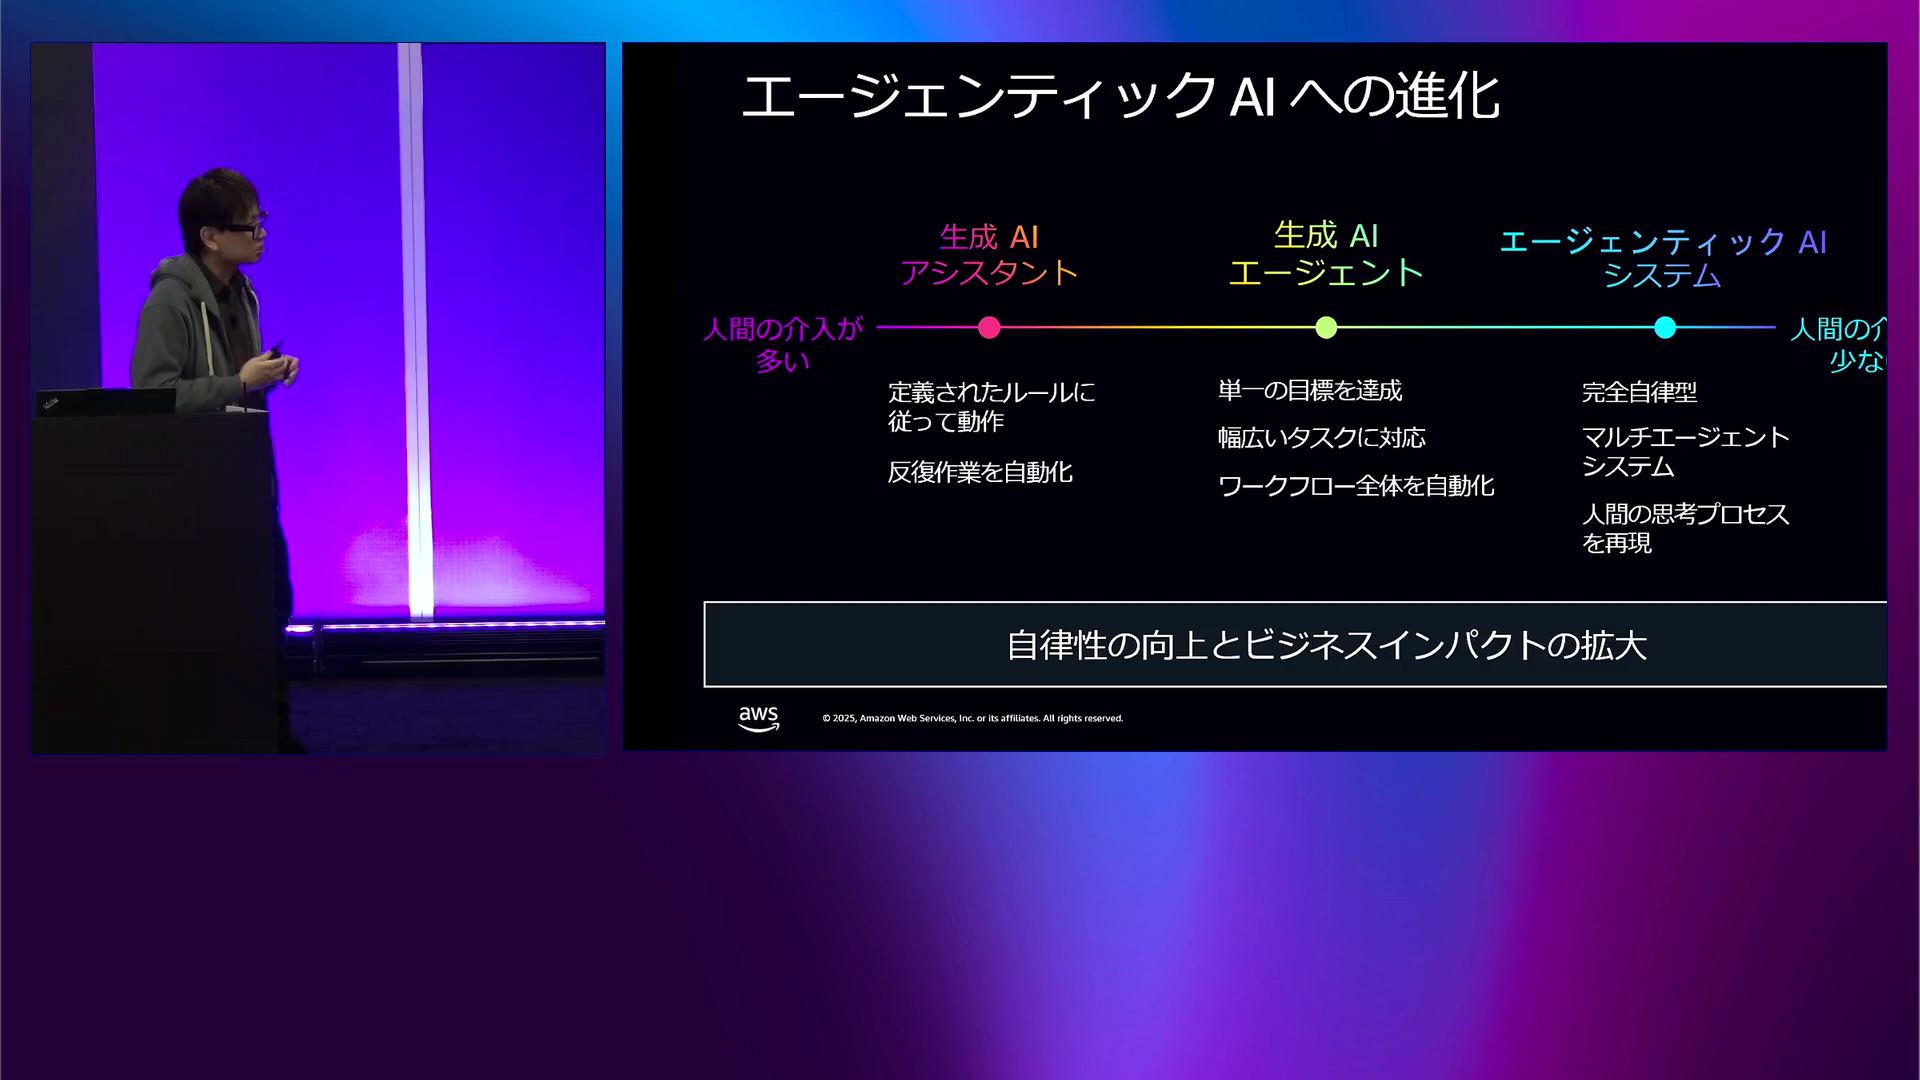 エージェンティック AI への進化
生成 AI
アシスタント
生成 AI
エージェント
エージェンティック AI
システム
人間の介入が
多い
人間の
少な
定義されたルールに
従って動作
反復作業を自動化
単一の目標を達成
幅広いタスクに対応
ワークフロー全体を自動化
完全自律型
マルチエージェント
システム
人間の思考プロセス
を再現
自律性の向上とビジネスインパクトの拡大
aws
© 2025, Amazon Web Services, Inc. or its affiliates. All rights reserved.